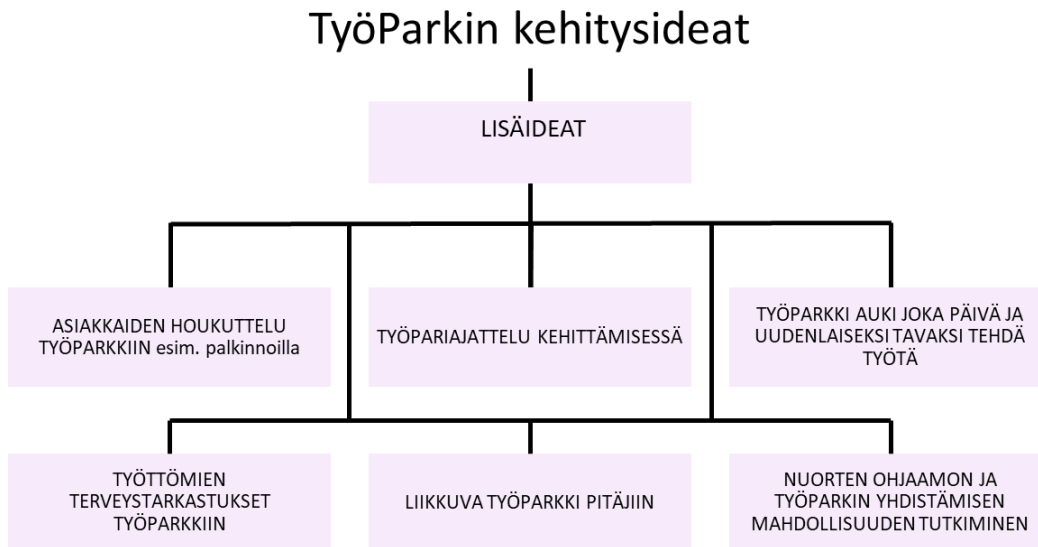 TyöParkin kehitysideat
LISÄIDEAT
ASIAKKAIDEN HOUKUTTELU
TYÖPARKKIIN esim. palkinnoilla
TYÖPARIAJATTELU KEHITTÄMISESSÄ
TYÖPARKKI AUKI JOKA PÄIVÄ JA
UUDENLAISEKSI TAVAKSI TEHDÄ
TYÖTÄ
TYÖTTÖMIEN
TERVEYSTARKASTUKSET
TYÖPARKKIIN
LIIKKUVA TYÖPARKKI PITÄJIIN
NUORTEN OHJAAMON JA
TYÖPARKIN YHDISTÄMISEN
MAHDOLLISUUDEN TUTKIMINEN